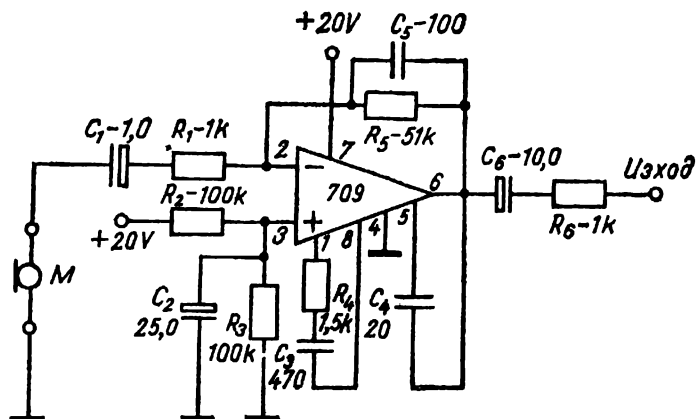 +20V
C5-100
C1-1,0
R1-1k
R5-51k
2
7
C6-10,0
Изход
R2-100k
709
6
R6-1k
+20V
3
1
8
4
5
M
C2
25,0
R3
100k
R4
1,5k
C3
470
C4
20